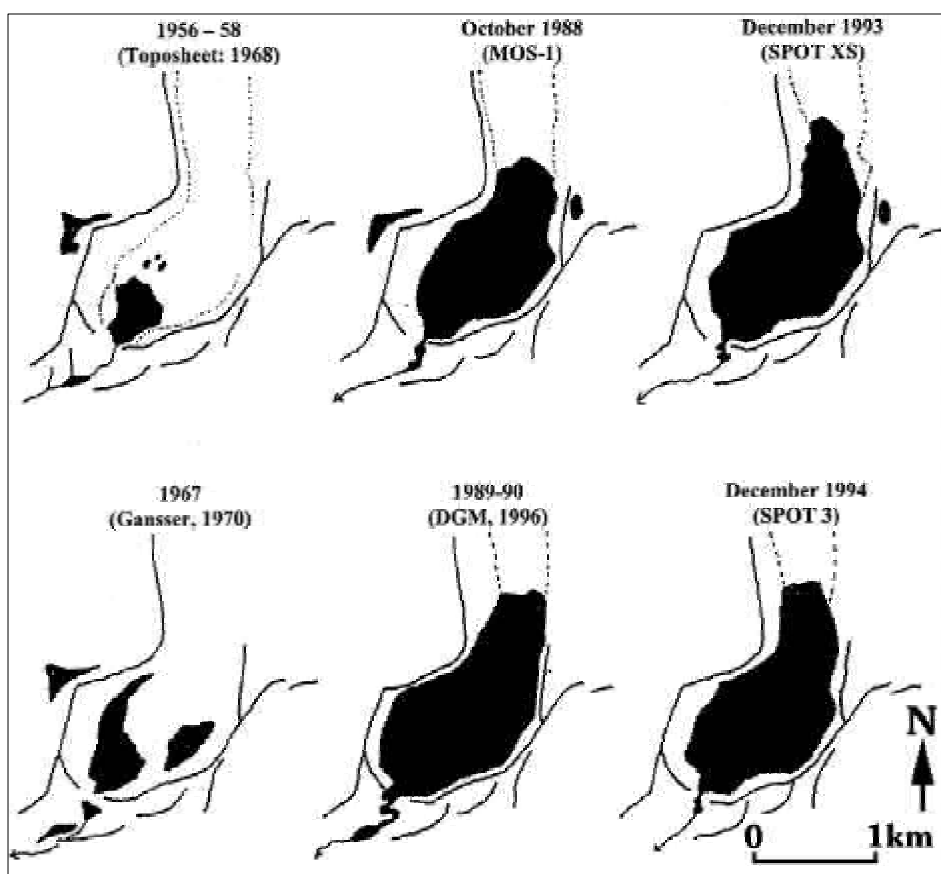 1956 – 58
(Toposheet: 1968)
October 1988
(MOS-1)
December 1993
(SPOT XS)
1967
(Gansser, 1970)
1989-90
(DGM, 1996)
December 1994
(SPOT 3)
N
0 1km